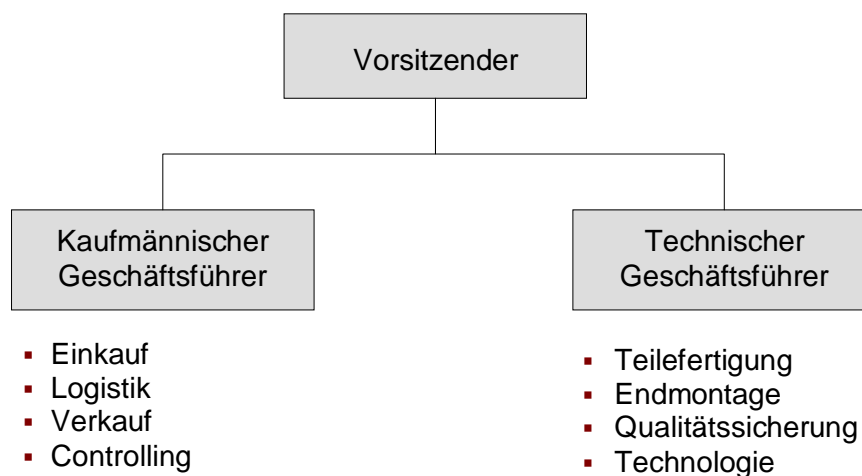 Vorsitzender
Kaufmännischer
Geschäftsführer
Technischer
Geschäftsführer
▪ Einkauf
▪ Logistik
▪ Verkauf
▪ Controlling
▪ Teilefertigung
▪ Endmontage
▪ Qualitätssicherung
▪ Technologie